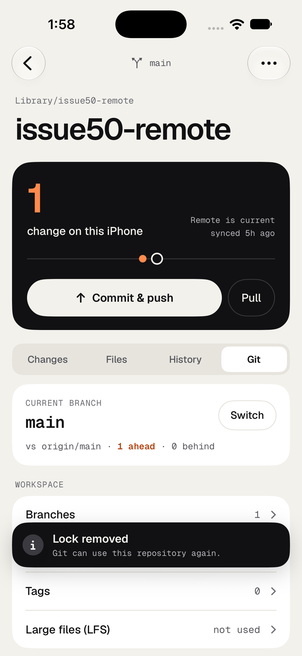 1:58
main
Library/issue50-remote
issue50-remote
1
change on this iPhone
Remote is current
synced 5h ago
↑ Commit & push
Pull
Changes
Files
History
Git
CURRENT BRANCH
main
Switch
vs origin/main · 1 ahead · 0 behind
WORKSPACE
Branches 1
Lock removed
Git can use this repository again.
Tags 0
Large files (LFS) not used